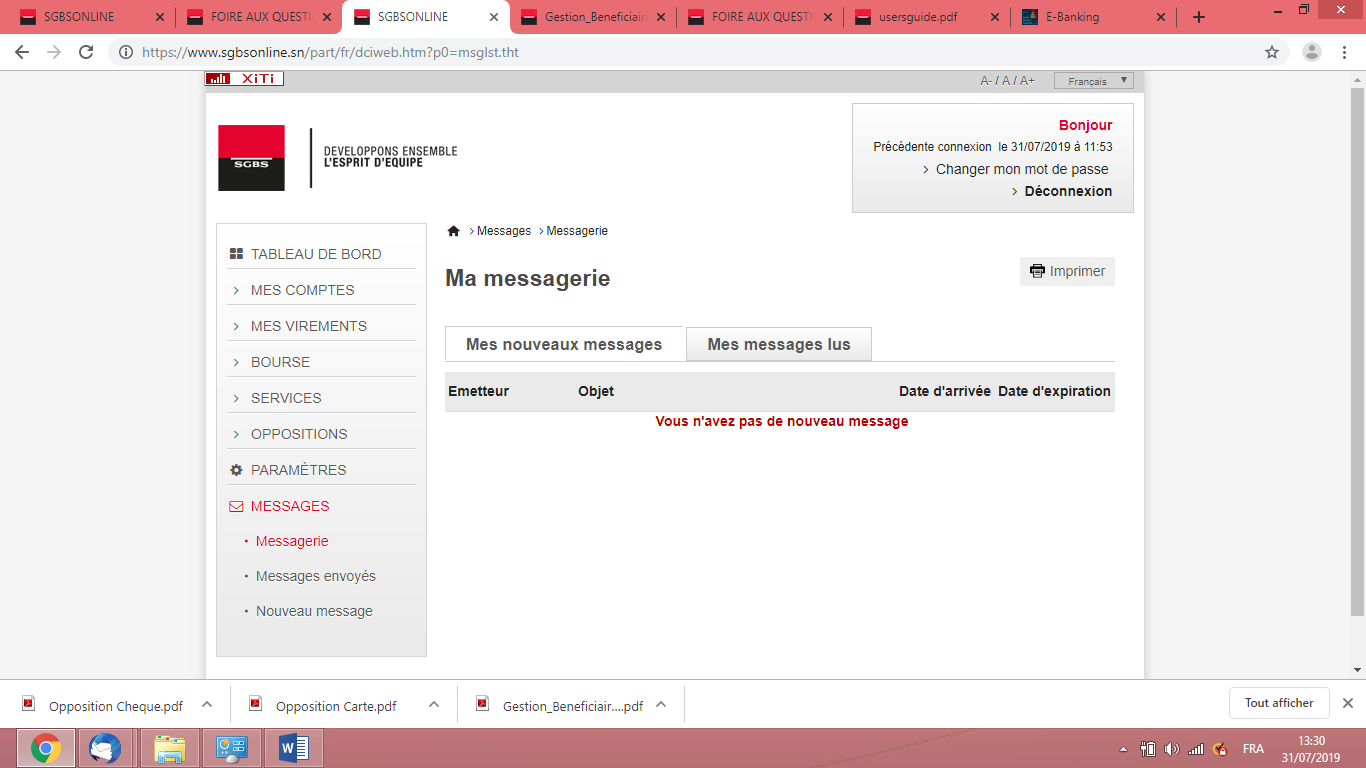 SGBSONLINE
FOIRE AUX QUESTI
SGBSONLINE
Gestion_Beneficiair
FOIRE AUX QUESTI
usersguide.pdf
E-Banking
https://www.sgbsonline.sn/part/fr/dciweb.htm?p0=msglst.tht
XiTi
A- / A / A+
Français
SGBS
DEVELOPPONS ENSEMBLE
L'ESPRIT D'EQUIPE
Bonjour
Précédente connexion le 31/07/2019 à 11:53
Changer mon mot de passe
Déconnexion
TABLEAU DE BORD
MES COMPTES
MES VIREMENTS
BOURSE
SERVICES
OPPOSITIONS
PARAMÈTRES
MESSAGES
Messagerie
Messages envoyés
Nouveau message
> Messages > Messagerie
Ma messagerie
Imprimer
Mes nouveaux messages
Mes messages lus
Emetteur Objet Date d'arrivée Date d'expiration
Vous n'avez pas de nouveau message
Opposition Cheque.pdf
Opposition Carte.pdf
Gestion_Beneficiair....pdf
Tout afficher
FRA
13:30
31/07/2019